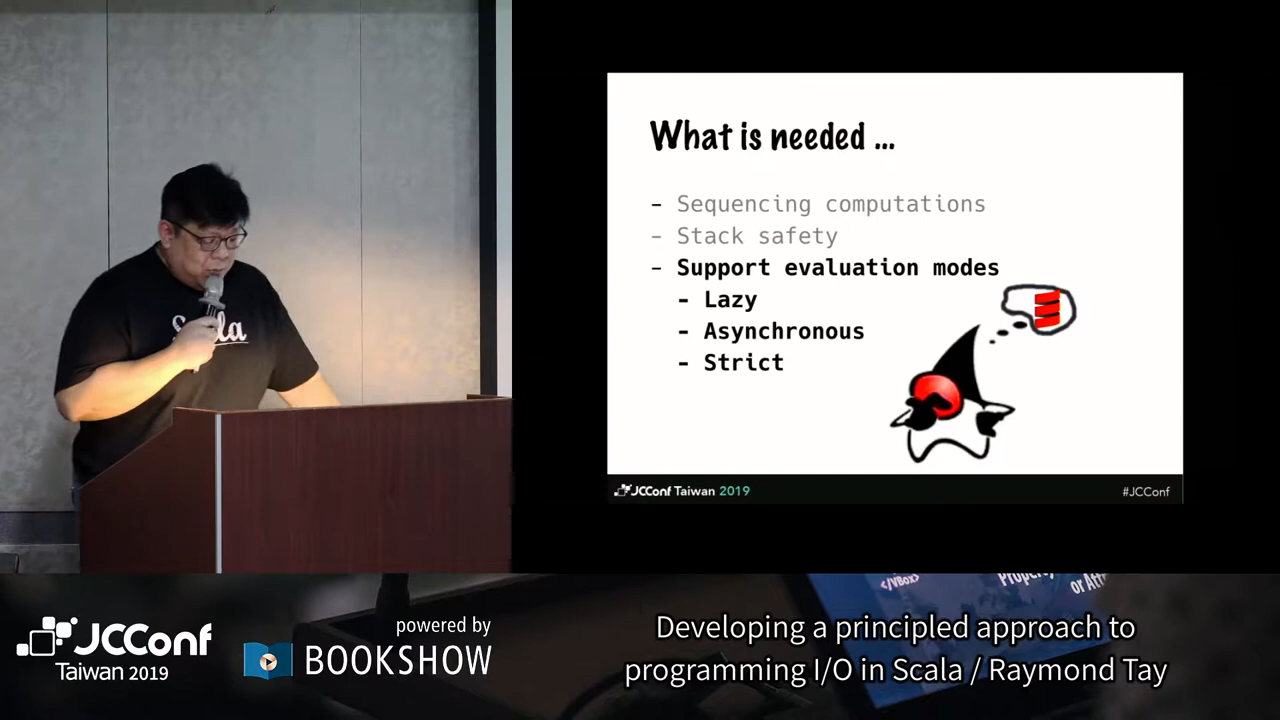 What is needed ...
- Sequencing computations
- Stack safety
- Support evaluation modes
- Lazy
- Asynchronous
- Strict
JCConf Taiwan 2019
#JCConf
</VBox>
JCConf
Taiwan 2019
powered by
BOOKSHOW
Developing a principled approach to
programming I/O in Scala / Raymond Tay